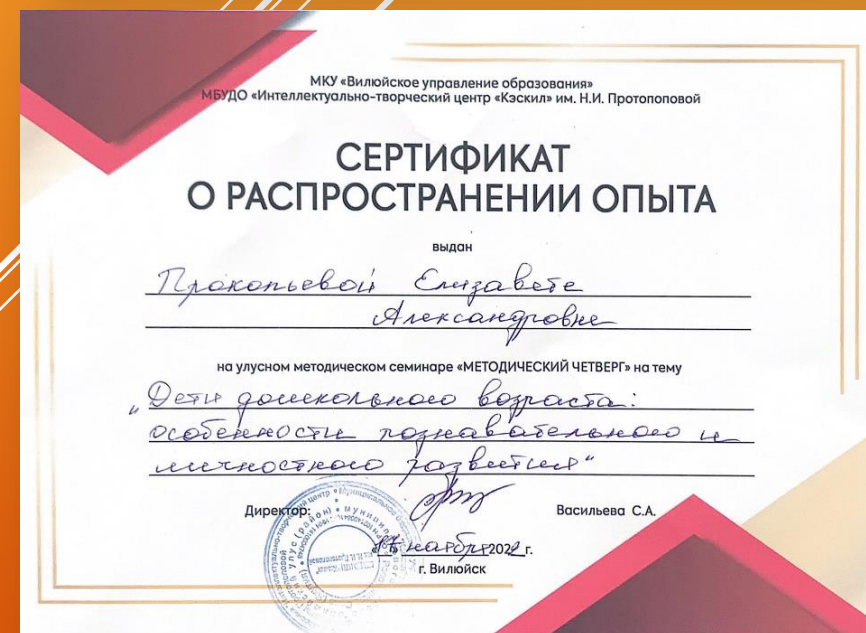 МКУ «Вилюйское управление образования»
МБУДО «Интеллектуально-творческий центр «Кэскил» им. Н.И. Протопоповой
СЕРТИФИКАТ
О РАСПРОСТРАНЕНИИ ОПЫТА
выдан
Прокопьевой Елизавете
Александровне
на улусном методическом семинаре «МЕТОДИЧЕСКИЙ ЧЕТВЕРГ» на тему
„Дети дошкольного возраста:
особенности познавательного и
личностного развития“
Директор:
Васильева С.А.
ноября 202 г.
г. Вилюйск